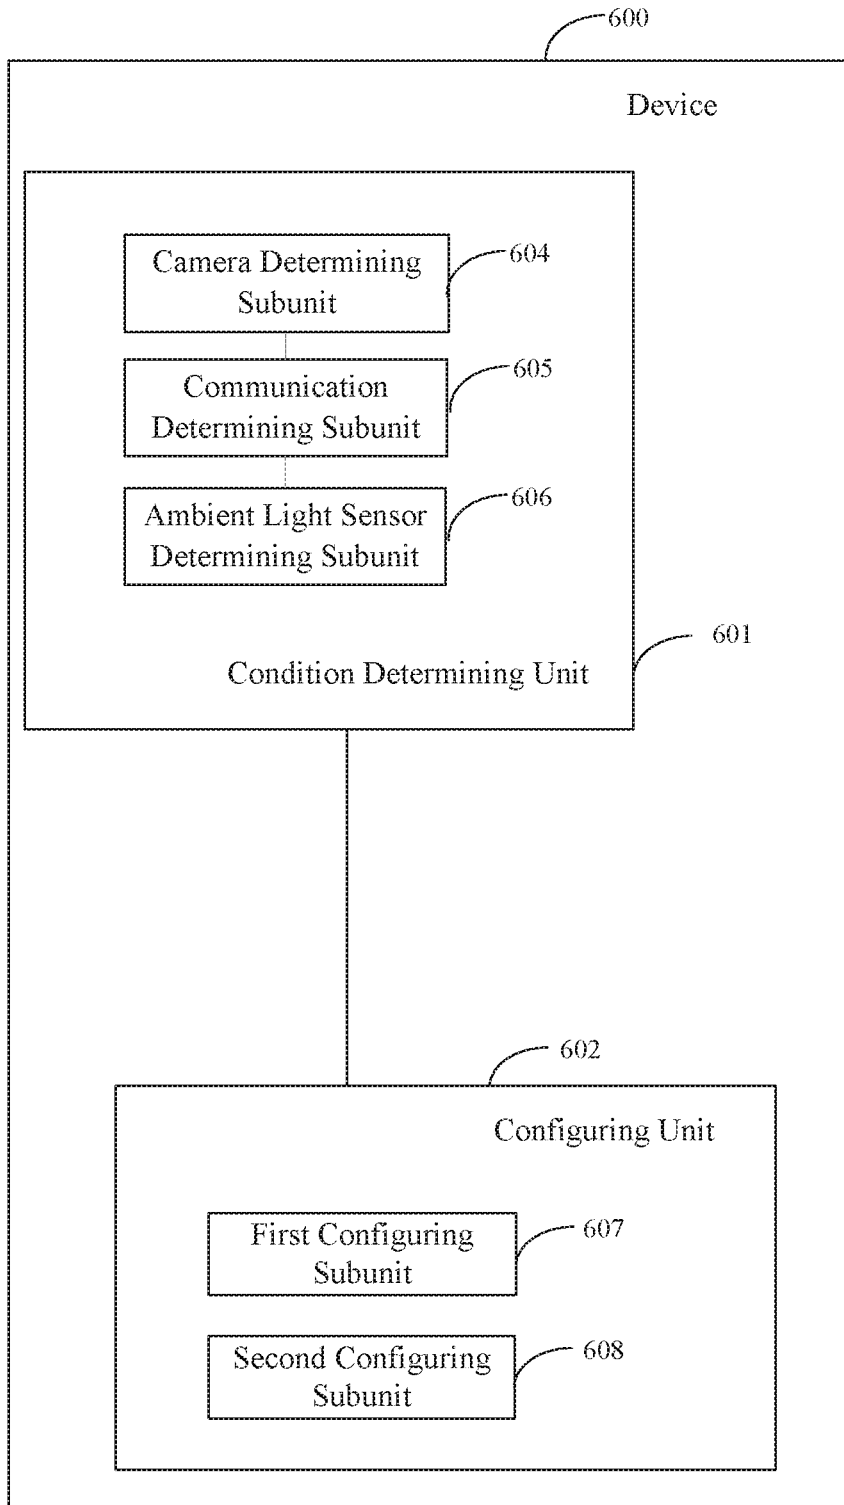 600
Device
Camera Determining
Subunit
604
Communication
Determining Subunit
605
Ambient Light Sensor
Determining Subunit
606
601
Condition Determining Unit
602
Configuring Unit
First Configuring
Subunit
607
Second Configuring
Subunit
608